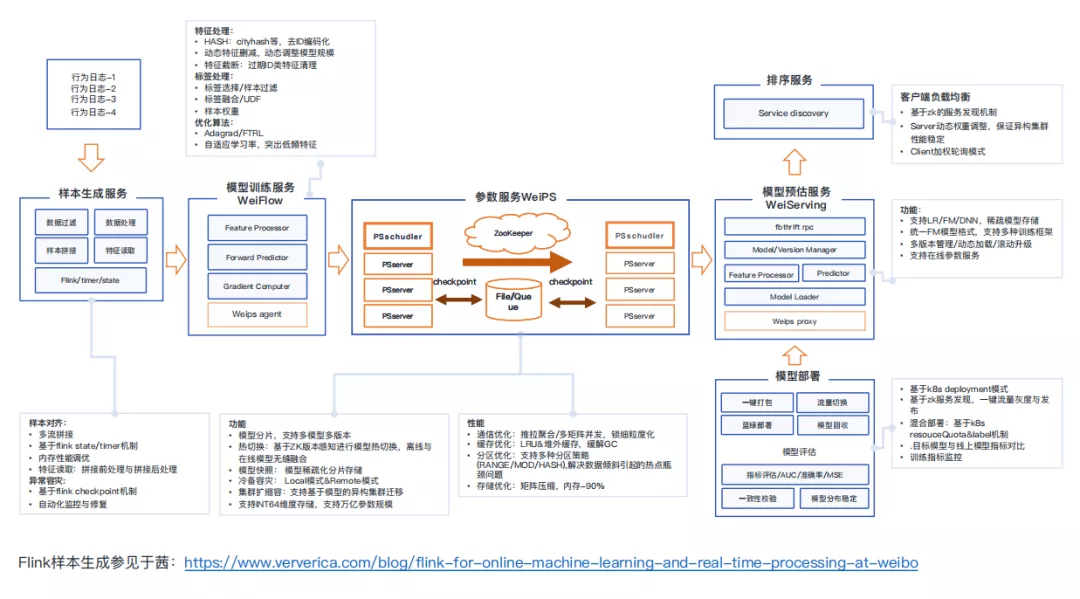 行为日志-1
行为日志-2
行为日志-3
行为日志-4
特征处理：
• HASH：cityhash等，去ID编码化
• 动态特征删减，动态调整模型规模
• 特征截断：过期ID类特征清理
标签处理：
• 标签选择/样本过滤
• 标签融合/UDF
• 样本权重
优化算法：
• Adagrad/FTRL
• 自适应学习率，突出低频特征
样本生成服务
数据过滤
数据处理
样本拼接
特征读取
Flink/timer/state
模型训练服务
WeiFlow
Feature Processor
Forward Predictor
Gradient Computer
Weips agent
参数服务WeiPS
PSschudler
PSserver
PSserver
PSserver
ZooKeeper
checkpoint
File/Que
ue
checkpoint
PSschudler
PSserver
PSserver
PSserver
排序服务
Service discovery
客户端负载均衡
• 基于zk的服务发现机制
• Server动态权重调整，保证异构集群
性能稳定
• Client加权轮询模式
模型预估服务
WeiServing
fbthrift rpc
Model/Version Manager
Feature Processor
Predictor
Model Loader
Weips proxy
功能：
• 支持LR/FM/DNN，稀疏模型存储
• 统一FM模型格式，支持多种训练框架
• 多版本管理/动态加载/滚动升级
• 支持在线参数服务
模型部署
一键打包
流量切换
蓝绿部署
模型回收
模型评估
指标评估/AUC/准确率/MSE
一致性校验
模型分布稳定
• 基于k8s deployment模式
• 基于zk服务发现，一键流量灰度与发
布
• 混合部署：基于k8s
resouceQuota&label机制
• .目标模型与线上模型指标对比
• 训练指标监控
样本对齐：
• 多流拼接
• 基于flink state/timer机制
• 内存性能调优
• 特征读取：拼接前处理与拼接后处理
异常容灾：
• 基于flink checkpoint机制
• 自动化监控与修复
功能
• 模型分片，支持多模型多版本
• 热切换：基于ZK版本感知进行模型热切换，离线与
在线模型无缝融合
• 模型快照：模型稀疏化分片存储
• 冷备容灾：Local模式&Remote模式
• 集群扩缩容：支持基于模型的异构集群迁移
• 支持INT64维度存储，支持万亿参数规模
性能
• 通信优化：推拉聚合/多矩阵并发，锁细粒度化
• 缓存优化：LRU&堆外缓存，缓解GC
• 分区优化：支持多种分区策略
(RANGE/MOD/HASH),解决数据倾斜引起的热点瓶
颈问题
• 存储优化：矩阵压缩，内存-90%
Flink样本生成参见于茜：https://www.ververica.com/blog/flink-for-online-machine-learning-and-real-time-processing-at-weibo